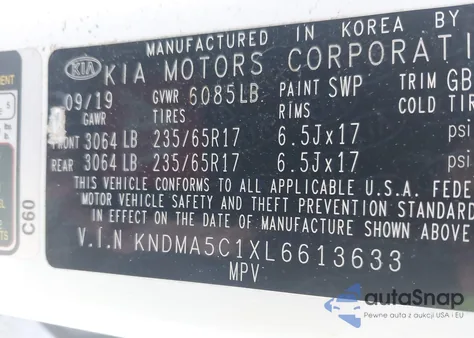 MANUFACTURED IN KOREA BY
KIA KIA MOTORS CORPORATI
09/19 GVWR 6085LB PAINT SWP TRIM GB
GAWR TIRES RIMS COLD TIR
FRONT 3064 LB 235/65R17 6.5Jx17 psi
REAR 3064 LB 235/65R17 6.5Jx17 psi
THIS VEHICLE CONFORMS TO ALL APPLICABLE U.S.A. FEDE
MOTOR VEHICLE SAFETY AND THEFT PREVENTION STANDARD
IN EFFECT ON THE DATE OF MANUFACTURE SHOWN ABOVE
V.I.N KNDMA5C1XL6613633
MPV
C60
autaSnap
Pewne auta z aukcji USA i EU